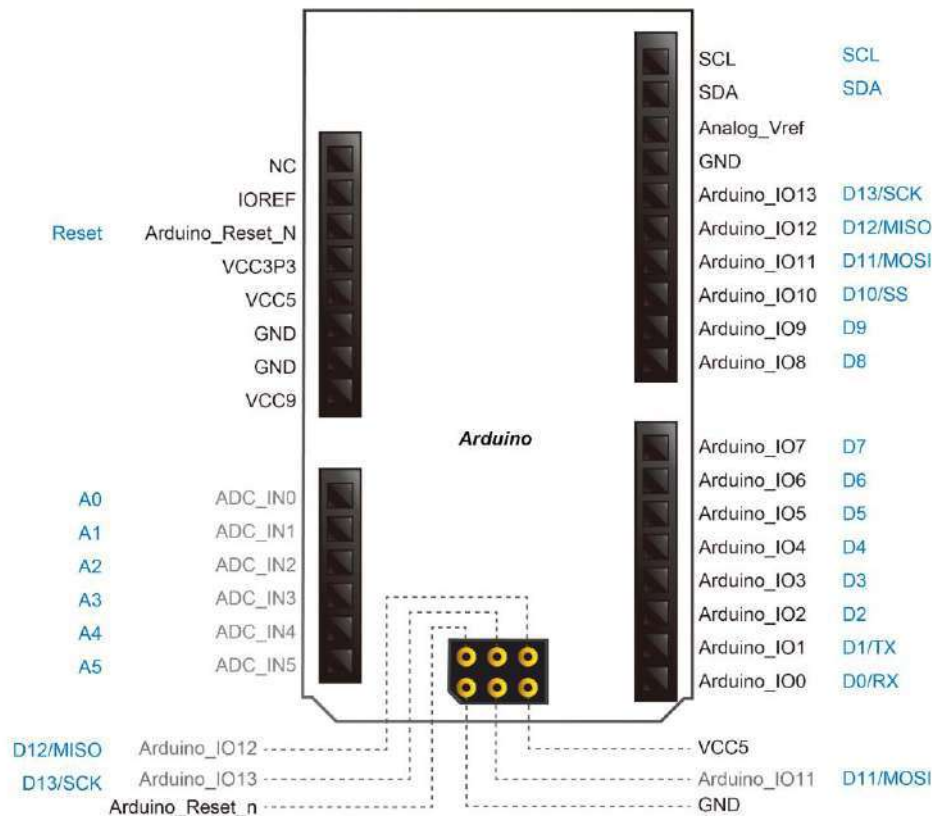 SCL SCL
SDA SDA
Analog_Vref
GND
Arduino_IO13 D13/SCK
Arduino_IO12 D12/MISO
Arduino_IO11 D11/MOSI
Arduino_IO10 D10/SS
Arduino_IO9 D9
Arduino_IO8 D8
NC
IOREF
Reset Arduino_Reset_N
VCC3P3
VCC5
GND
GND
VCC9
Arduino
Arduino_IO7 D7
Arduino_IO6 D6
Arduino_IO5 D5
Arduino_IO4 D4
Arduino_IO3 D3
Arduino_IO2 D2
Arduino_IO1 D1/TX
Arduino_IO0 D0/RX
A0 ADC_IN0
A1 ADC_IN1
A2 ADC_IN2
A3 ADC_IN3
A4 ADC_IN4
A5 ADC_IN5
D12/MISO Arduino_IO12
D13/SCK Arduino_IO13
Arduino_Reset_n
VCC5
Arduino_IO11 D11/MOSI
GND